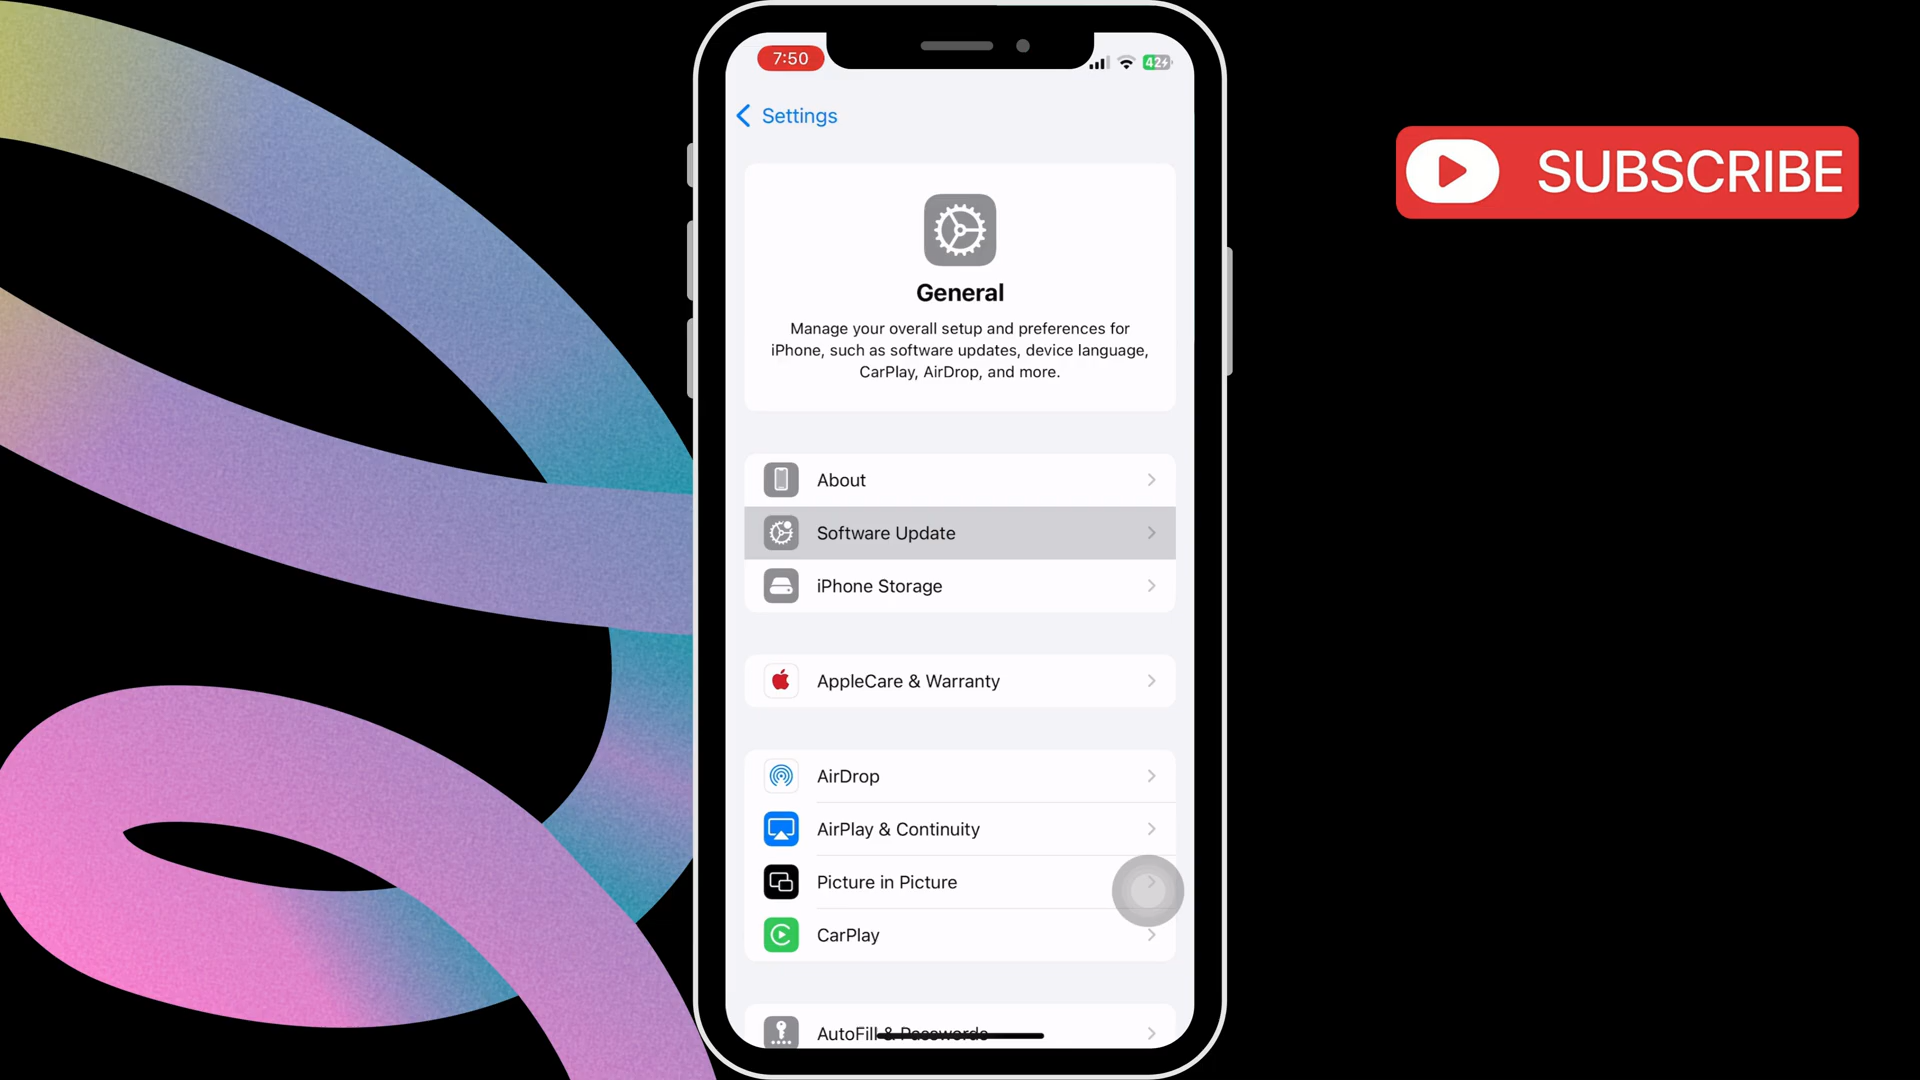 7:50
42
Settings
SUBSCRIBE
General
Manage your overall setup and preferences for
iPhone, such as software updates, device language,
CarPlay, AirDrop, and more.
About
Software Update
iPhone Storage
AppleCare & Warranty
AirDrop
AirPlay & Continuity
Picture in Picture
CarPlay
AutoFill & Passwords